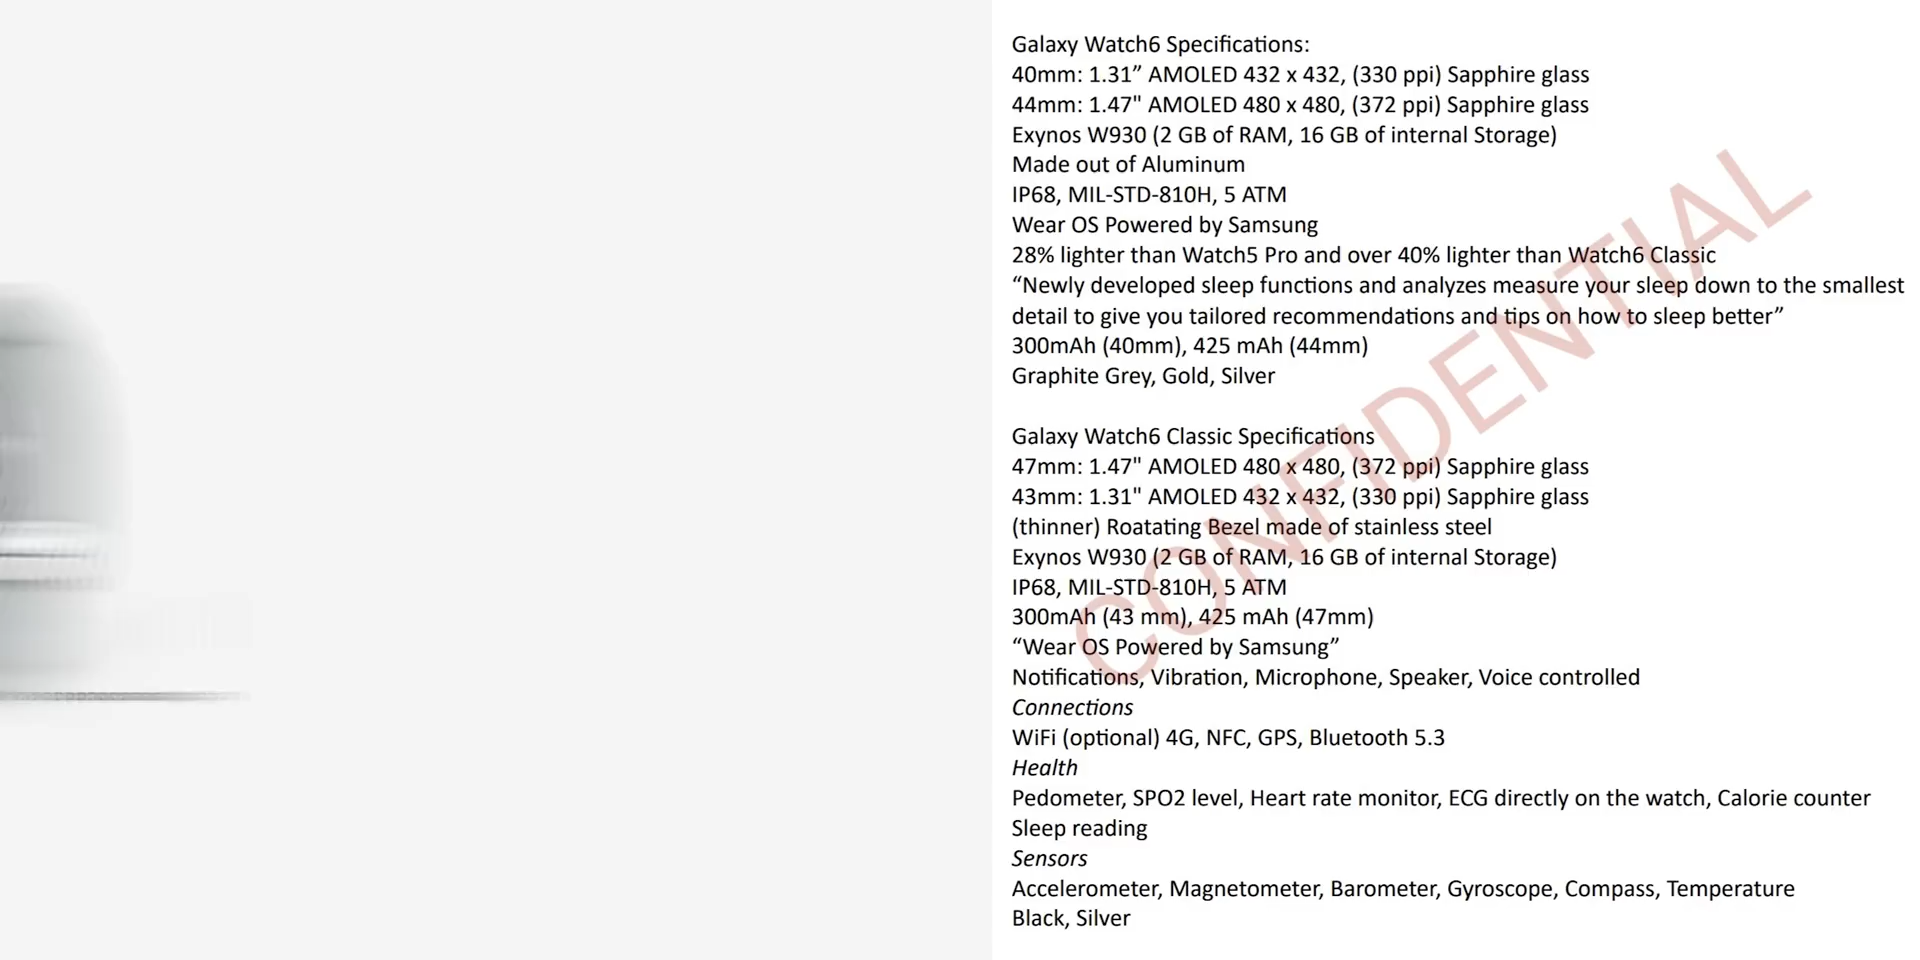 Galaxy Watch6 Specifications:
40mm: 1.31” AMOLED 432 x 432, (330 ppi) Sapphire glass
44mm: 1.47" AMOLED 480 x 480, (372 ppi) Sapphire glass
Exynos W930 (2 GB of RAM, 16 GB of internal Storage)
Made out of Aluminum
IP68, MIL-STD-810H, 5 ATM
Wear OS Powered by Samsung
28% lighter than Watch5 Pro and over 40% lighter than Watch6 Classic
“Newly developed sleep functions and analyzes measure your sleep down to the smallest
detail to give you tailored recommendations and tips on how to sleep better”
300mAh (40mm), 425 mAh (44mm)
Graphite Grey, Gold, Silver
Galaxy Watch6 Classic Specifications
47mm: 1.47" AMOLED 480 x 480, (372 ppi) Sapphire glass
43mm: 1.31" AMOLED 432 x 432, (330 ppi) Sapphire glass
(thinner) Roatating Bezel made of stainless steel
Exynos W930 (2 GB of RAM, 16 GB of internal Storage)
IP68, MIL-STD-810H, 5 ATM
300mAh (43 mm), 425 mAh (47mm)
“Wear OS Powered by Samsung”
Notifications, Vibration, Microphone, Speaker, Voice controlled
Connections
WiFi (optional) 4G, NFC, GPS, Bluetooth 5.3
Health
Pedometer, SPO2 level, Heart rate monitor, ECG directly on the watch, Calorie counter
Sleep reading
Sensors
Accelerometer, Magnetometer, Barometer, Gyroscope, Compass, Temperature
Black, Silver
CONFIDENTIAL